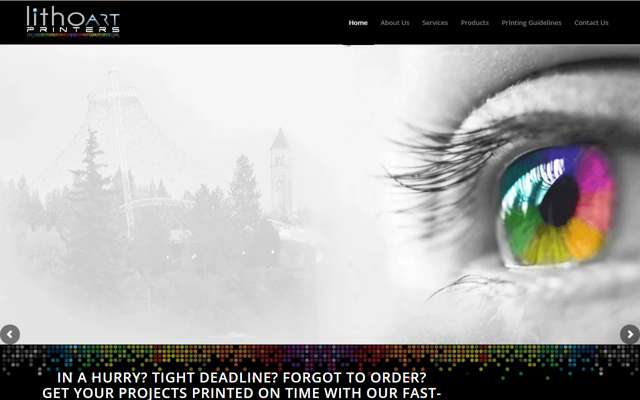 lithoART
PRINTERS
Home About Us Services Products Printing Guidelines Contact Us
IN A HURRY? TIGHT DEADLINE? FORGOT TO ORDER?
GET YOUR PROJECTS PRINTED ON TIME WITH OUR FAST-